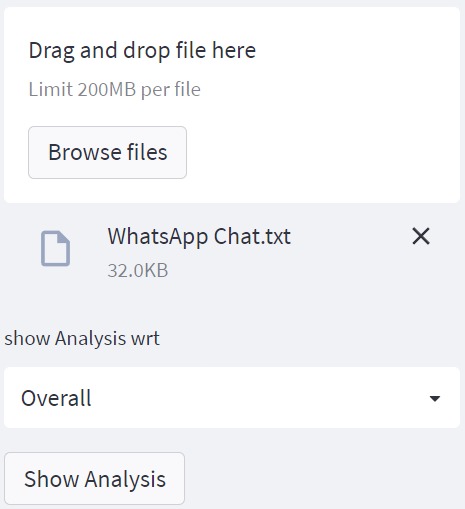 Drag and drop file here
Limit 200MB per file
Browse files
WhatsApp Chat.txt
32.0KB
show Analysis wrt
Overall
Show Analysis